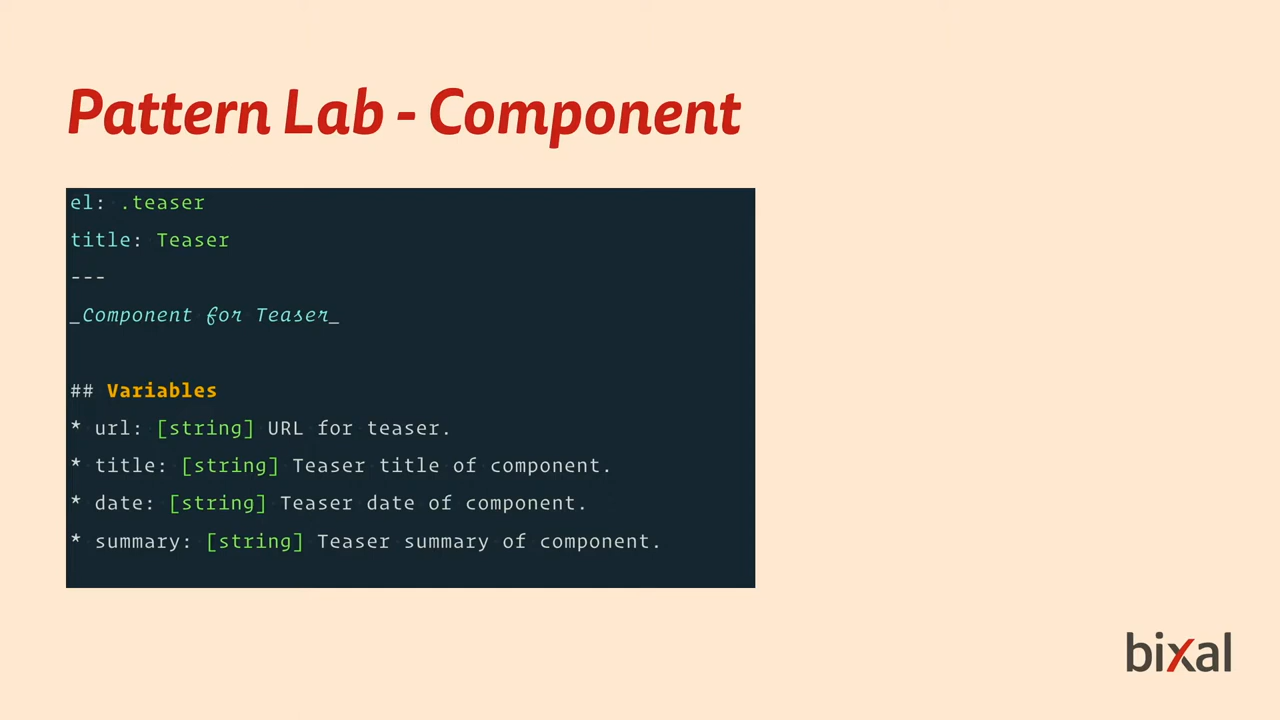 Pattern Lab - Component
el: .teaser
title: Teaser
---
_Component for Teaser_
## Variables
* url: [string] URL for teaser.
* title: [string] Teaser title of component.
* date: [string] Teaser date of component.
* summary: [string] Teaser summary of component.
bixal